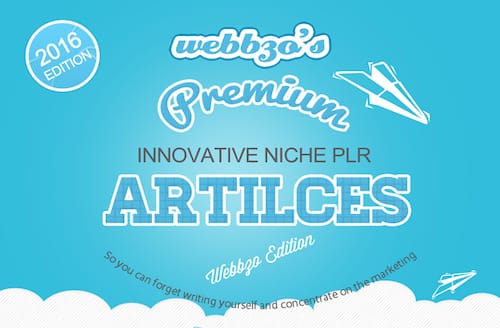 2016
EDITION
webbzo's
Premium
INNOVATIVE NICHE PLR
ARTILCES
Webbzo Edition
So you can forget writing yourself and concentrate on the marketing